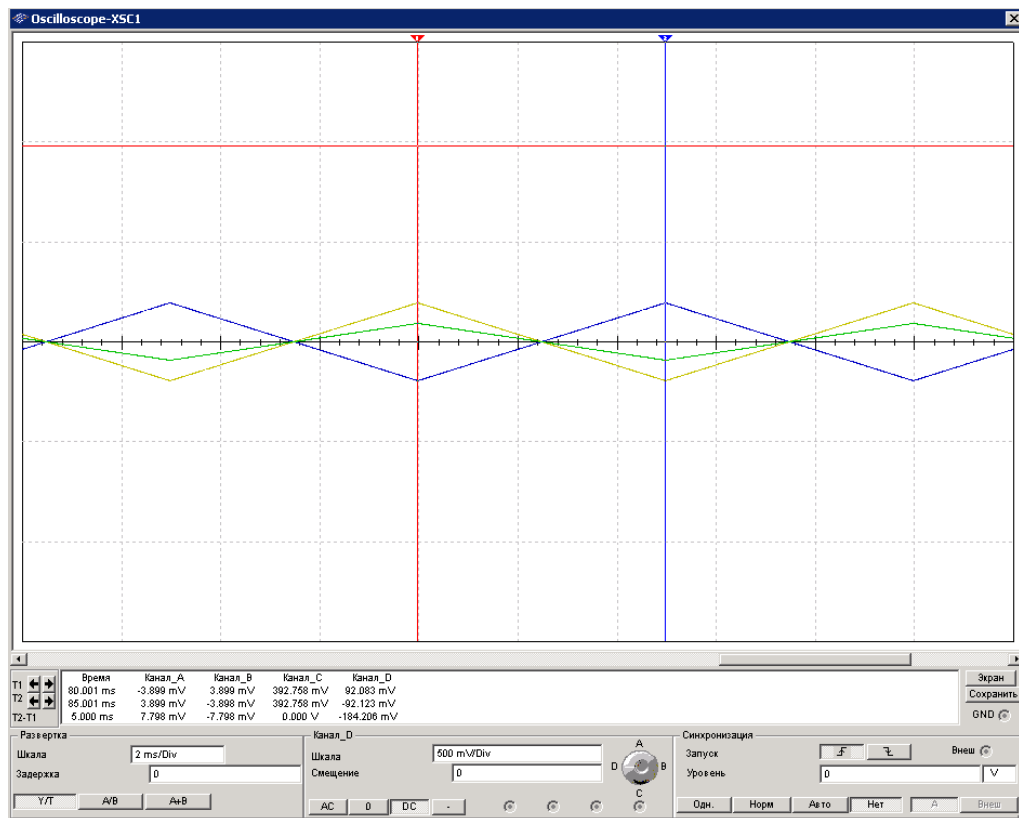 Oscilloscope-XSC1
1
2
T1
T2
T2-T1
Время Канал_A Канал_B Канал_C Канал_D
80.001 ms -3.899 mV 3.899 mV 392.758 mV 92.083 mV
85.001 ms 3.899 mV -3.898 mV 392.758 mV -92.123 mV
5.000 ms 7.798 mV -7.798 mV 0.000 V -184.206 mV
Экран
Сохранить
GND
Развертка
Шкала 2 ms/Div
Задержка 0
Y/T A/B A+B
Канал_D
Шкала 500 mV/Div
Смещение 0
AC 0 DC -
A
D B
C
Синхронизация
Запуск Внеш
Уровень 0 V
Одн. Норм Авто Нет A Внеш